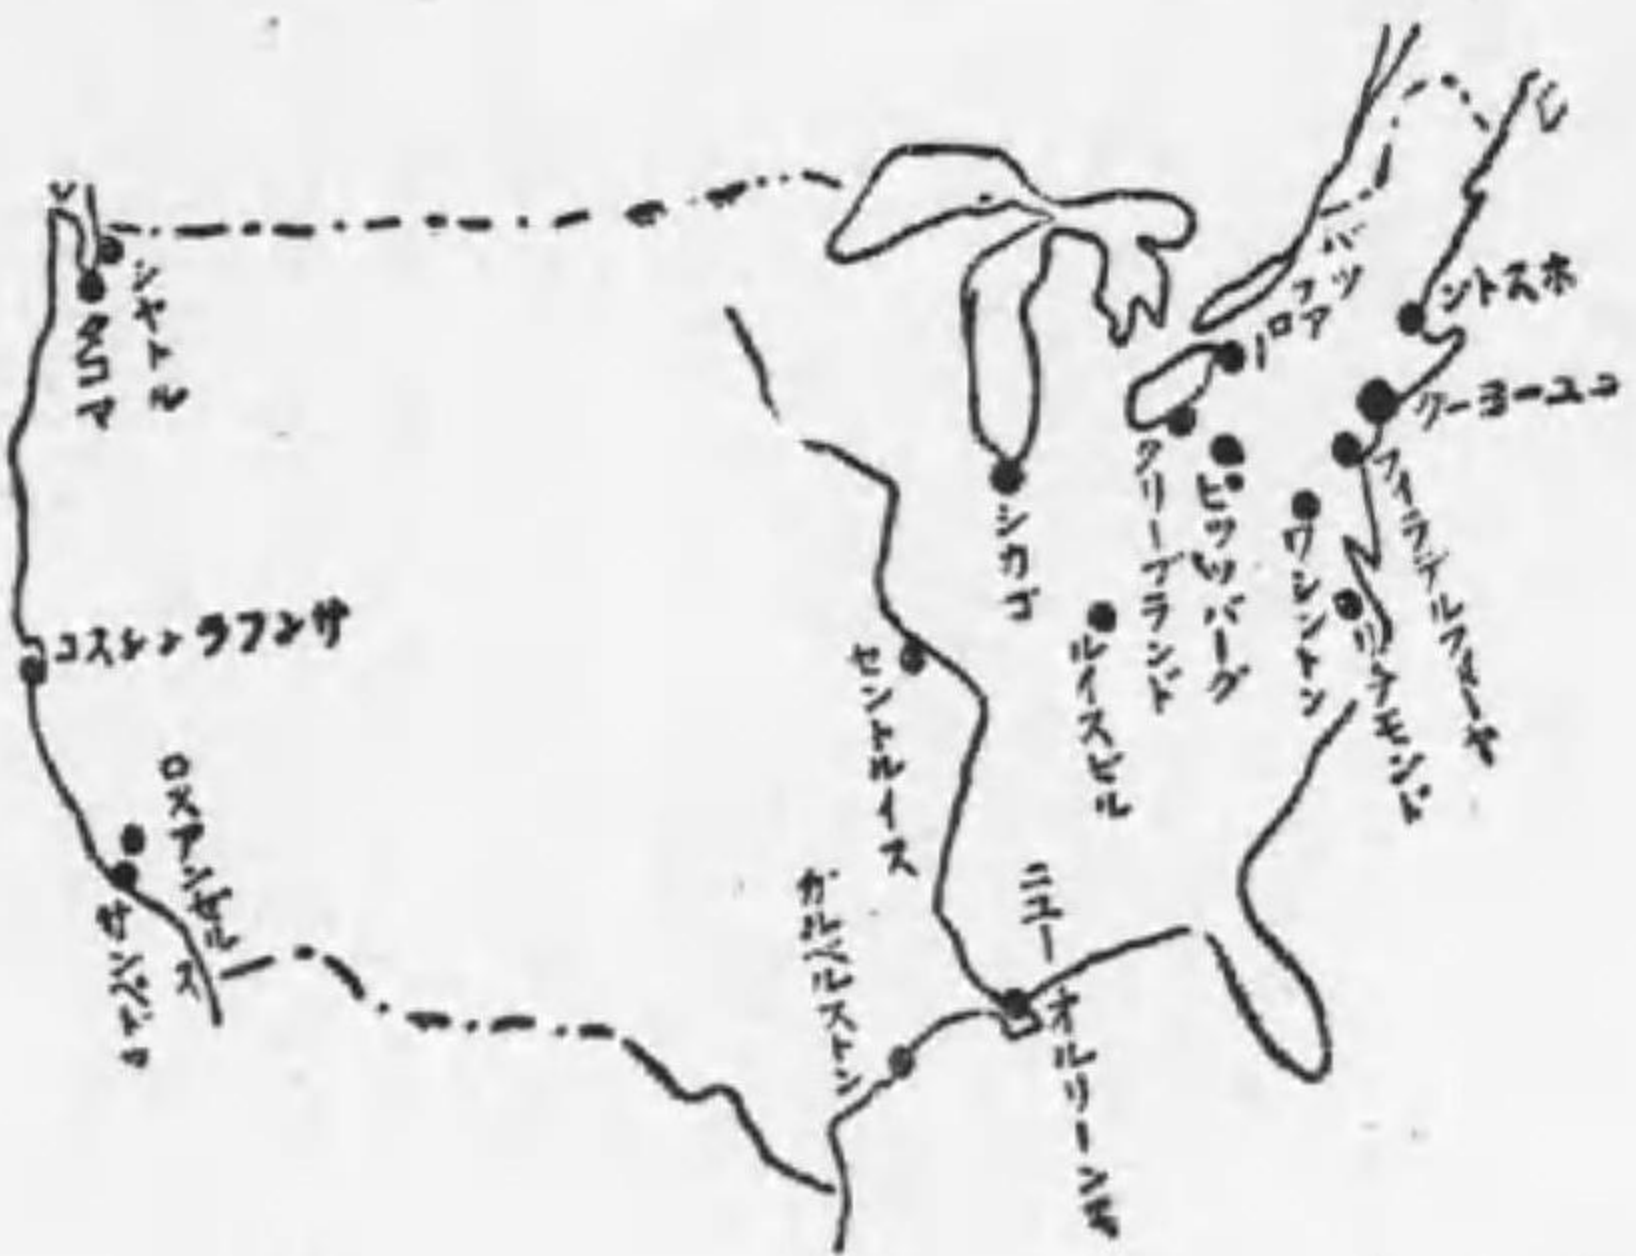 シヤトル
タコマ
サンフランシスコ
ロスアンゼルス
サンペドロ
シカゴ
セントルイス
ガルベルストン
ニューオルリーンズ
ルイスビル
クリーブランド
ピッツバーグ
バッファロー
ワシントン
リッチモンド
フィラデルフィーヤ
ニューヨーク
ボストン